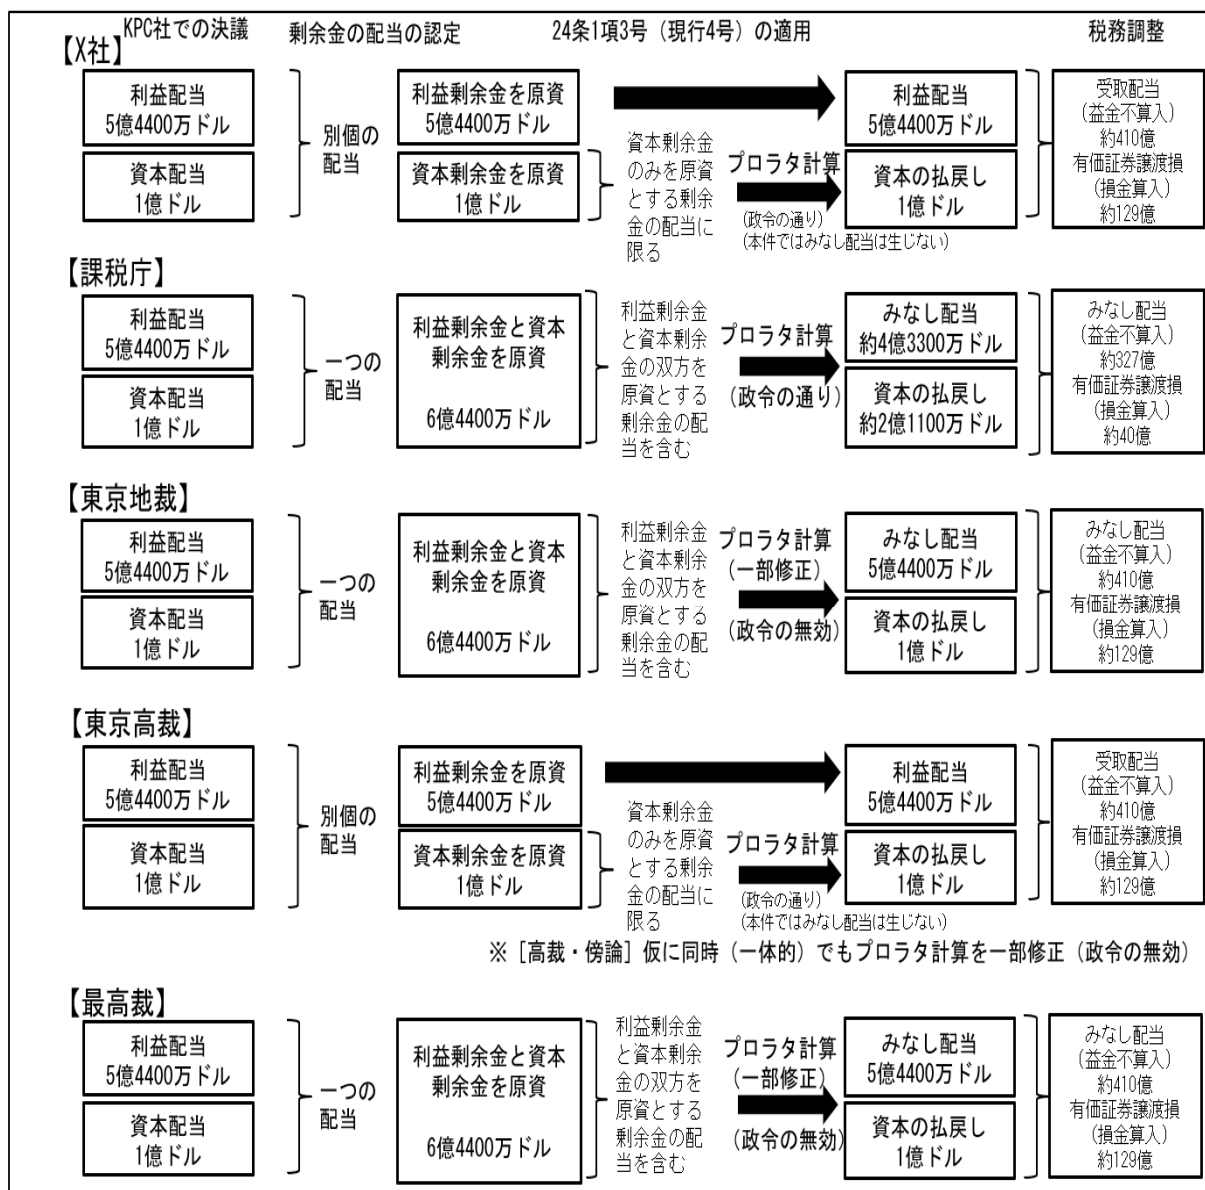 KPC社での決議
剰余金の配当の認定
24条1項3号（現行4号）の適用
税務調整
【X社】
利益配当
5億4400万ドル
資本配当
1億ドル
別個の
配当
利益剰余金を原資
5億4400万ドル
資本剰余金を原資
1億ドル
資本剰余金
のみを原資
とする剰余
金の配当に
限る
プロラタ計算
(政令の通り)
(本件ではみなし配当は生じない)
利益配当
5億4400万ドル
資本の払戻し
1億ドル
受取配当
(益金不算入)
約410億
有価証券譲渡損
(損金算入)
約129億
【課税庁】
利益配当
5億4400万ドル
資本配当
1億ドル
一つの
配当
利益剰余金と資本
剰余金を原資
6億4400万ドル
利益剰余金
と資本剰余
金の双方を
原資とする
剰余金の配
当を含む
プロラタ計算
（政令の通り）
みなし配当
約4億3300万ドル
資本の払戻し
約2億1100万ドル
みなし配当
(益金不算入)
約327億
有価証券譲渡損
(損金算入)
約40億
【東京地裁】
利益配当
5億4400万ドル
資本配当
1億ドル
一つの
配当
利益剰余金と資本
剰余金を原資
6億4400万ドル
利益剰余金
と資本剰余
金の双方を
原資とする
剰余金の配
当を含む
プロラタ計算
（一部修正）
（政令の無効）
みなし配当
5億4400万ドル
資本の払戻し
1億ドル
みなし配当
(益金不算入)
約410億
有価証券譲渡損
(損金算入)
約129億
【東京高裁】
利益配当
5億4400万ドル
資本配当
1億ドル
別個の
配当
利益剰余金を原資
5億4400万ドル
資本剰余金を原資
1億ドル
資本剰余金
のみを原資
とする剰余
金の配当に
限る
プロラタ計算
(政令の通り)
(本件ではみなし配当は生じない)
利益配当
5億4400万ドル
資本の払戻し
1億ドル
受取配当
(益金不算入)
約410億
有価証券譲渡損
(損金算入)
約129億
※［高裁・傍論］仮に同時（一体的）でもプロラタ計算を一部修正（政令の無効）
【最高裁】
利益配当
5億4400万ドル
資本配当
1億ドル
一つの
配当
利益剰余金と資本
剰余金を原資
6億4400万ドル
利益剰余金
と資本剰余
金の双方を
原資とする
剰余金の配
当を含む
プロラタ計算
（一部修正）
（政令の無効）
みなし配当
5億4400万ドル
資本の払戻し
1億ドル
みなし配当
(益金不算入)
約410億
有価証券譲渡損
(損金算入)
約129億